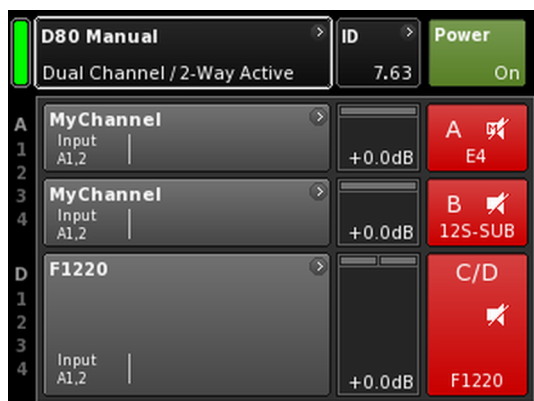 D80 Manual
Dual Channel / 2-Way Active
ID
7.63
Power
On
A
1
2
3
4
D
1
2
3
4
MyChannel
Input
A1,2
+0.0dB
A
E4
MyChannel
Input
A1,2
+0.0dB
B
12S-SUB
F1220
Input
A1,2
+0.0dB
C/D
F1220